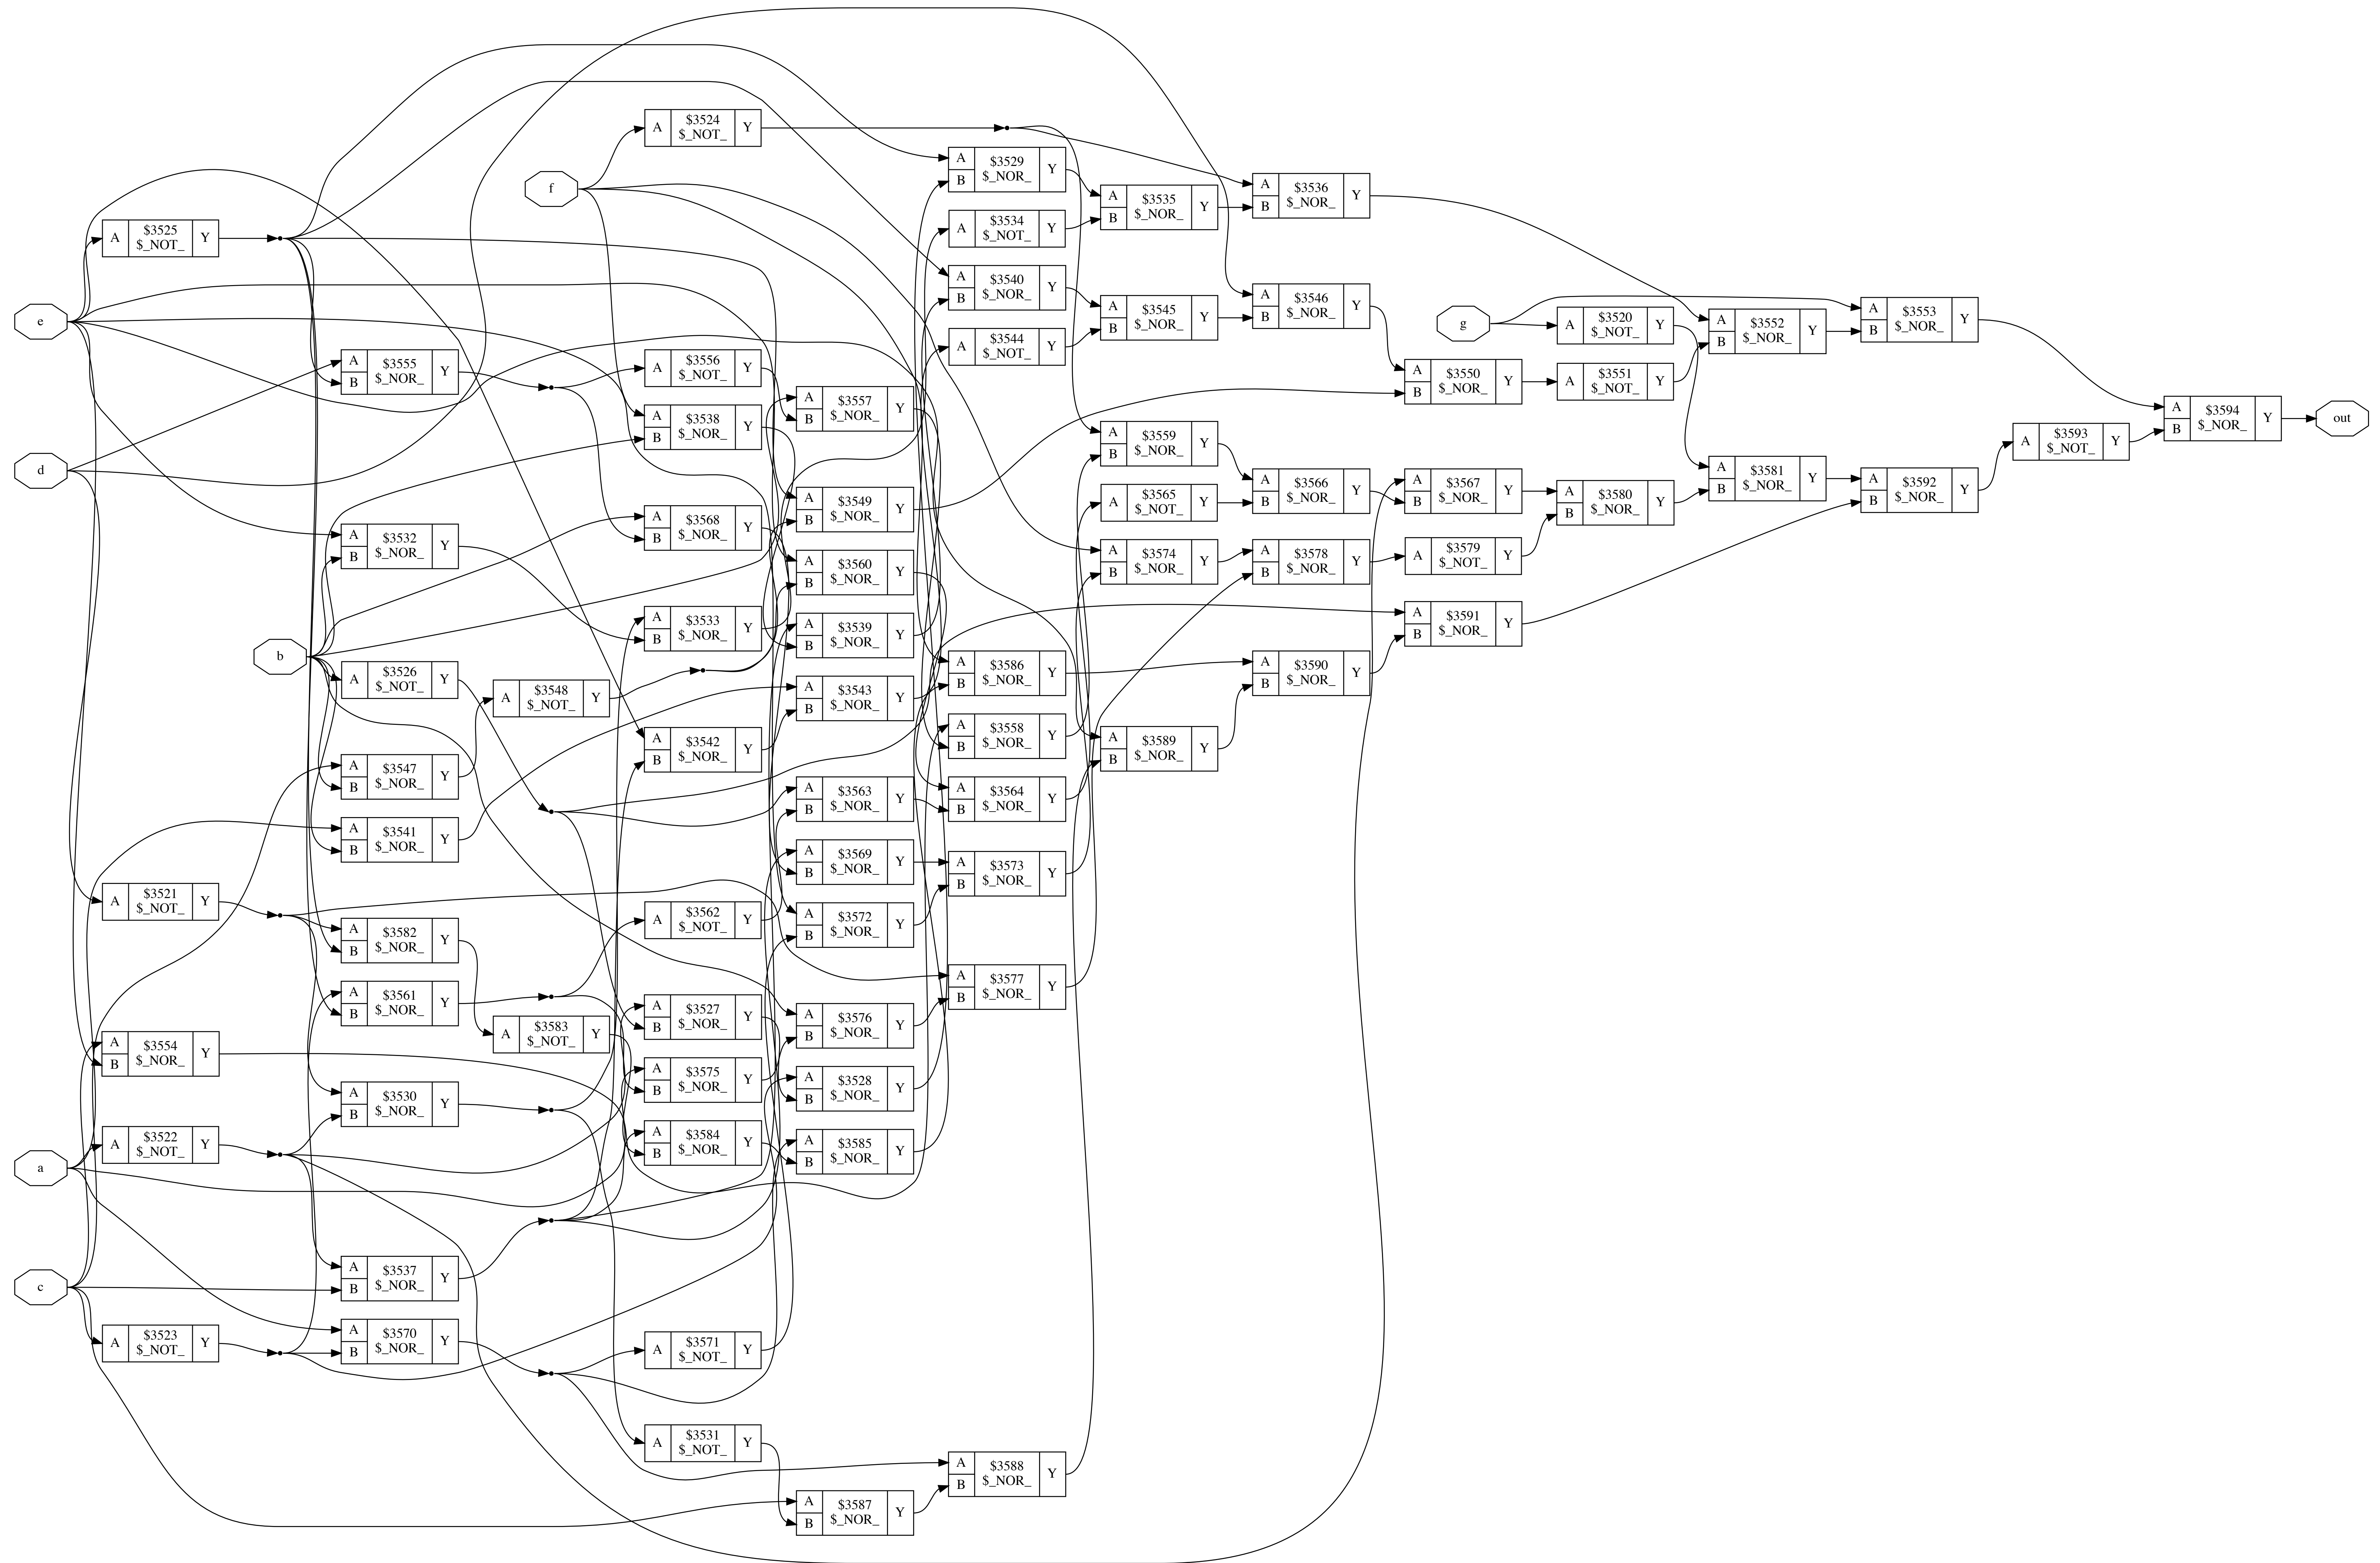 e
d
a
c
A $3525 Y
$_NOT_
A $3521 Y
$_NOT_
A $3554 Y
B $_NOR_
A $3522 Y
$_NOT_
A $3523 Y
$_NOT_
b
A $3555 Y
B $_NOR_
A $3532 Y
B $_NOR_
A $3526 Y
$_NOT_
A $3547 Y
B $_NOR_
A $3541 Y
B $_NOR_
A $3582 Y
B $_NOR_
A $3561 Y
B $_NOR_
A $3530 Y
B $_NOR_
A $3537 Y
B $_NOR_
A $3570 Y
B $_NOR_
f
A $3548 Y
$_NOT_
A $3583 Y
$_NOT_
A $3524 Y
$_NOT_
A $3556 Y
$_NOT_
A $3538 Y
B $_NOR_
A $3568 Y
B $_NOR_
A $3533 Y
B $_NOR_
A $3542 Y
B $_NOR_
A $3562 Y
$_NOT_
A $3527 Y
B $_NOR_
A $3575 Y
B $_NOR_
A $3584 Y
B $_NOR_
A $3571 Y
$_NOT_
A $3531 Y
$_NOT_
A $3557 Y
B $_NOR_
A $3549 Y
B $_NOR_
A $3560 Y
B $_NOR_
A $3539 Y
B $_NOR_
A $3543 Y
B $_NOR_
A $3563 Y
B $_NOR_
A $3569 Y
B $_NOR_
A $3572 Y
B $_NOR_
A $3576 Y
B $_NOR_
A $3528 Y
B $_NOR_
A $3585 Y
B $_NOR_
A $3587 Y
B $_NOR_
A $3529 Y
B $_NOR_
A $3534 Y
$_NOT_
A $3540 Y
B $_NOR_
A $3544 Y
$_NOT_
A $3586 Y
B $_NOR_
A $3558 Y
B $_NOR_
A $3564 Y
B $_NOR_
A $3573 Y
B $_NOR_
A $3577 Y
B $_NOR_
A $3588 Y
B $_NOR_
A $3535 Y
B $_NOR_
A $3545 Y
B $_NOR_
A $3559 Y
B $_NOR_
A $3565 Y
$_NOT_
A $3574 Y
B $_NOR_
A $3589 Y
B $_NOR_
A $3536 Y
B $_NOR_
A $3546 Y
B $_NOR_
A $3566 Y
B $_NOR_
A $3578 Y
B $_NOR_
A $3590 Y
B $_NOR_
g
A $3550 Y
B $_NOR_
A $3567 Y
B $_NOR_
A $3579 Y
$_NOT_
A $3591 Y
B $_NOR_
A $3520 Y
$_NOT_
A $3551 Y
$_NOT_
A $3580 Y
B $_NOR_
A $3552 Y
B $_NOR_
A $3581 Y
B $_NOR_
A $3553 Y
B $_NOR_
A $3592 Y
B $_NOR_
A $3593 Y
$_NOT_
A $3594 Y
B $_NOR_
out